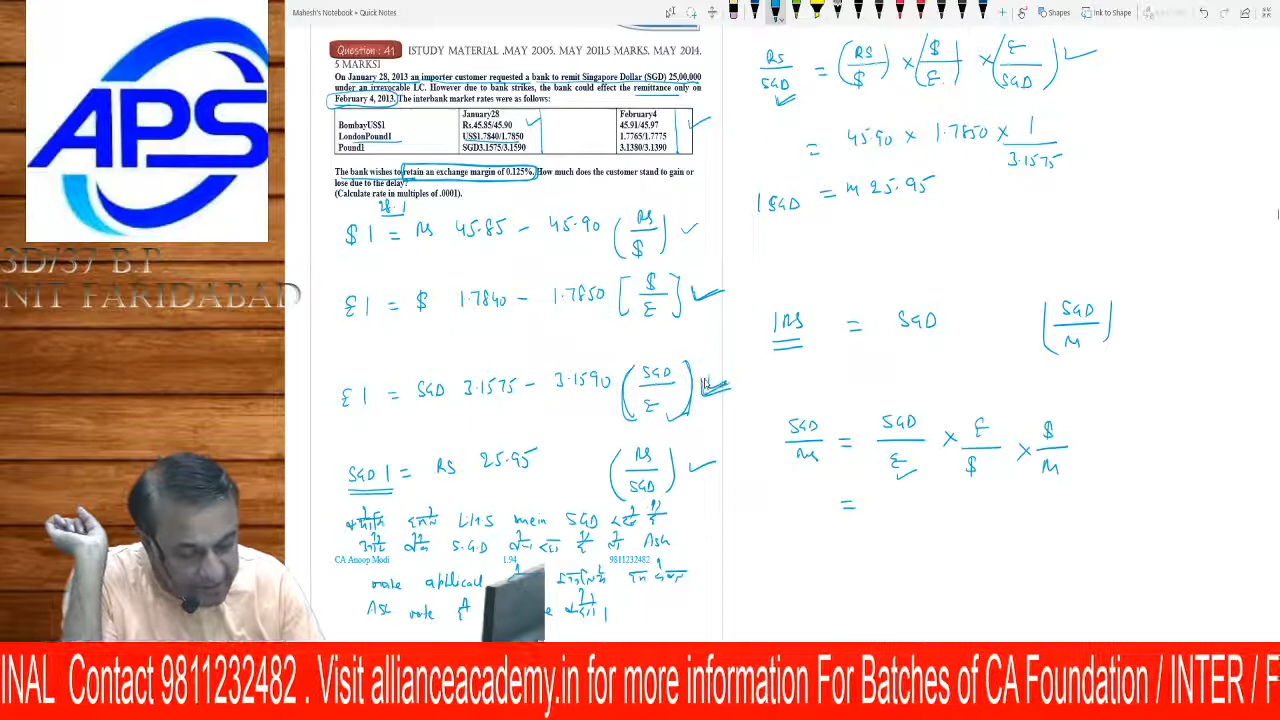 Mahesh's Notebook + Quick Notes
Shapes
Ink to Shape
APS
3D/37 B.P.
NIT FARIDABAD
Question : 41 [STUDY MATERIAL ,MAY 2005, MAY 2011,5 MARKS, MAY 2014,
5 MARKS]
On January 28, 2013 an importer customer requested a bank to remit Singapore Dollar (SGD) 25,00,000
under an irrevocable LC. However due to bank strikes, the bank could effect the remittance only on
February 4, 2013. The interbank market rates were as follows:
January28 February4
BombayUS$1 Rs.45.85/45.90 45.91/45.97
LondonPound1 US$1.7840/1.7850 1.7765/1.7775
Pound1 SGD3.1575/3.1590 3.1380/3.1390
The bank wishes to retain an exchange margin of 0.125%. How much does the customer stand to gain or
lose due to the delay?
(Calculate rate in multiples of .0001).
28.1
$ 1 = Rs 45.85 - 45.90 (Rs/$)
£ 1 = $ 1.7840 - 1.7850 [$/£]
£ 1 = SGD 3.1575 - 3.1590 (SGD/£)
SGD 1 = Rs 25.95 (Rs/SGD)
mein SGD
S.G.D Ask
CA Anoop Modi 1.94 9811232482
rate
Ask rate
Rs/SGD = (Rs/$) × ($/£) × (£/SGD)
= 45.90 × 1.7850 × 1/3.1575
1 SGD = Rs 25.95
1 RS = SGD (SGD/Rs)
SGD/Rs = SGD/£ × £/$ × $/Rs
=
INAL Contact 9811232482 . Visit allianceacademy.in for more information For Batches of CA Foundation / INTER / F